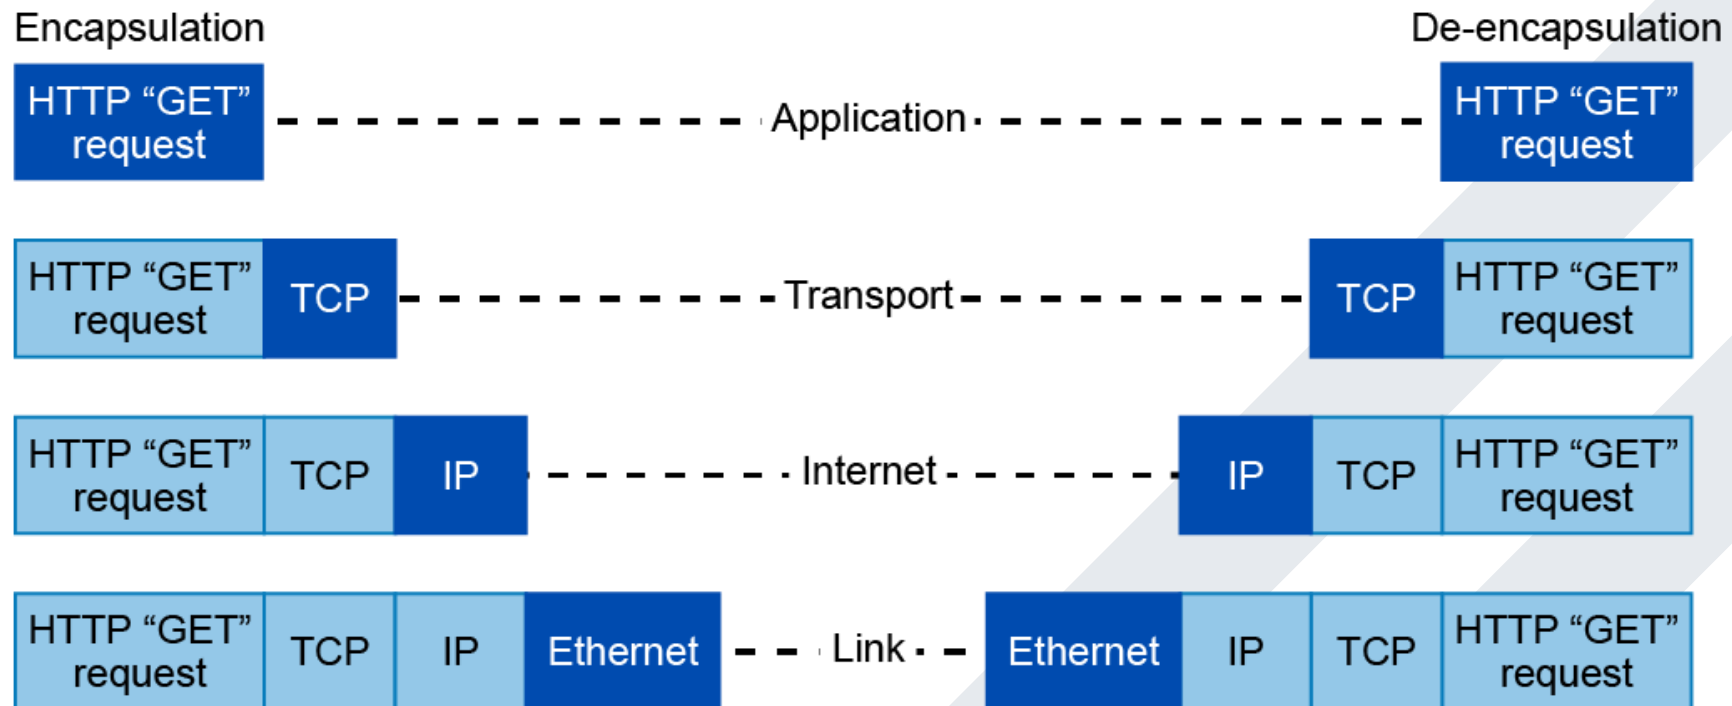 Encapsulation
De-encapsulation
HTTP “GET”
request
Application
HTTP “GET”
request
HTTP “GET”
request
TCP
Transport
TCP
HTTP “GET”
request
HTTP “GET”
request
TCP
IP
Internet
IP
TCP
HTTP “GET”
request
HTTP “GET”
request
TCP
IP
Ethernet
Link
Ethernet
IP
TCP
HTTP “GET”
request